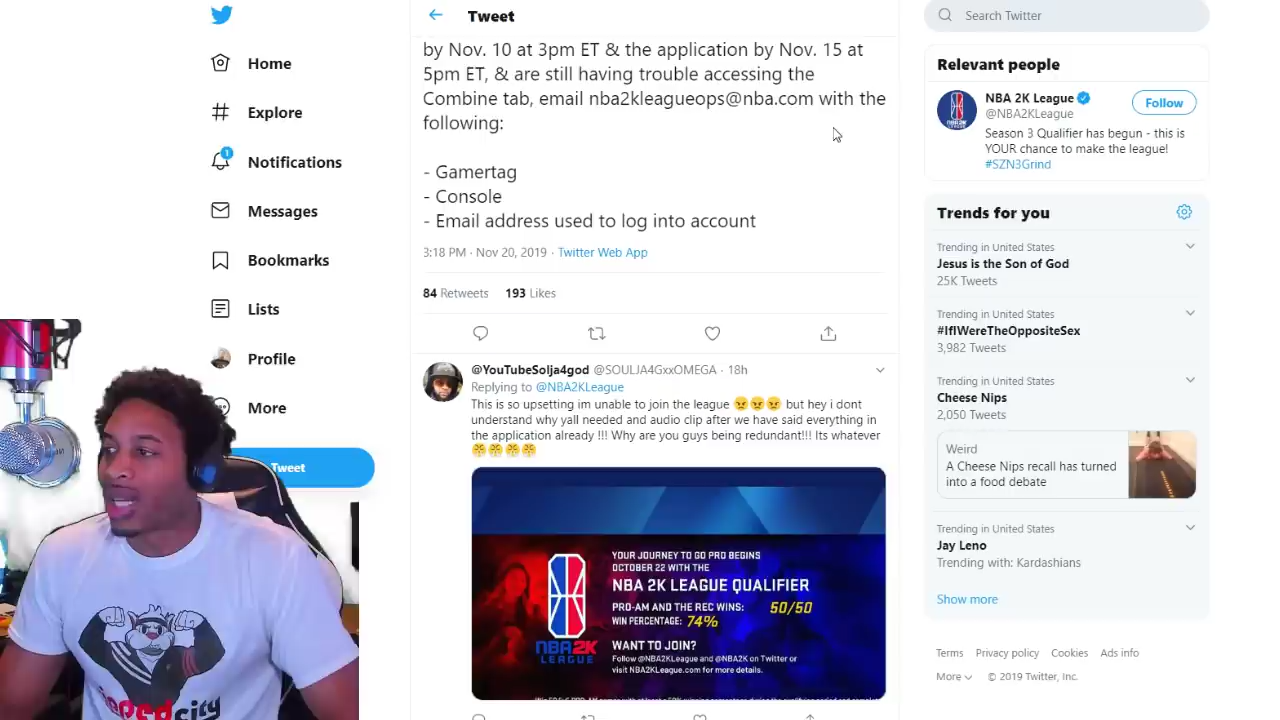 Home
Explore
1
Notifications
Messages
Bookmarks
Lists
Profile
More
Tweet
Tweet
by Nov. 10 at 3pm ET & the application by Nov. 15 at
5pm ET, & are still having trouble accessing the
Combine tab, email nba2kleagueops@nba.com with the
following:
- Gamertag
- Console
- Email address used to log into account
3:18 PM · Nov 20, 2019 · Twitter Web App
84 Retweets 193 Likes
@YouTubeSolja4god @SOULJA4GxxOMEGA · 18h
Replying to @NBA2KLeague
This is so upsetting im unable to join the league 😠😠😠 but hey i dont
understand why yall needed and audio clip after we have said everything in
the application already !!! Why are you guys being redundant!!! Its whatever
😤😤😤😤
YOUR JOURNEY TO GO PRO BEGINS
OCTOBER 22 WITH THE
NBA 2K LEAGUE QUALIFIER
PRO-AM AND THE REC WINS: 50/50
WIN PERCENTAGE: 74%
WANT TO JOIN?
Follow @NBA2KLeague and @NBA2K on Twitter or
visit NBA2KLeague.com for more details.
NBA2K
LEAGUE
Search Twitter
Relevant people
NBA 2K League
@NBA2KLeague
Follow
Season 3 Qualifier has begun - this is
YOUR chance to make the league!
#SZN3Grind
Trends for you
Trending in United States
Jesus is the Son of God
25K Tweets
Trending in United States
#IfIWereTheOppositeSex
3,982 Tweets
Trending in United States
Cheese Nips
2,050 Tweets
Weird
A Cheese Nips recall has turned
into a food debate
Trending in United States
Jay Leno
Trending with: Kardashians
Show more
Terms Privacy policy Cookies Ads info
More © 2019 Twitter, Inc.